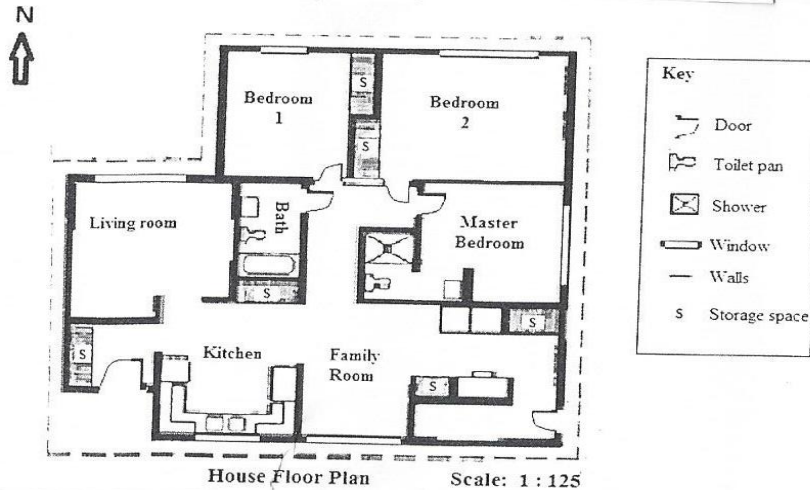 N
Key
Door
Toilet pan
Shower
Window
Walls
S Storage space
Bedroom
1
S
Bedroom
2
S
Living room
Bath
Master
Bedroom
S
S
S
Kitchen
Family
Room
S
House Floor Plan Scale: 1 : 125